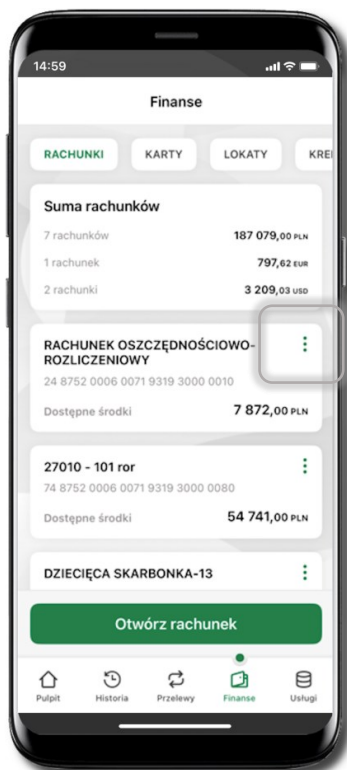 14:59
Finanse
RACHUNKI KARTY LOKATY KRE
Suma rachunków
7 rachunków 187 079,00 PLN
1 rachunek 797,62 EUR
2 rachunki 3 209,03 USD
RACHUNEK OSZCZĘDNOŚCIOWO-
ROZLICZENIOWY
24 8752 0006 0071 9319 3000 0010
Dostępne środki 7 872,00 PLN
27010 - 101 ror
74 8752 0006 0071 9319 3000 0080
Dostępne środki 54 741,00 PLN
DZIECIĘCA SKARBONKA-13
Otwórz rachunek
Pulpit Historia Przelewy Finanse Usługi